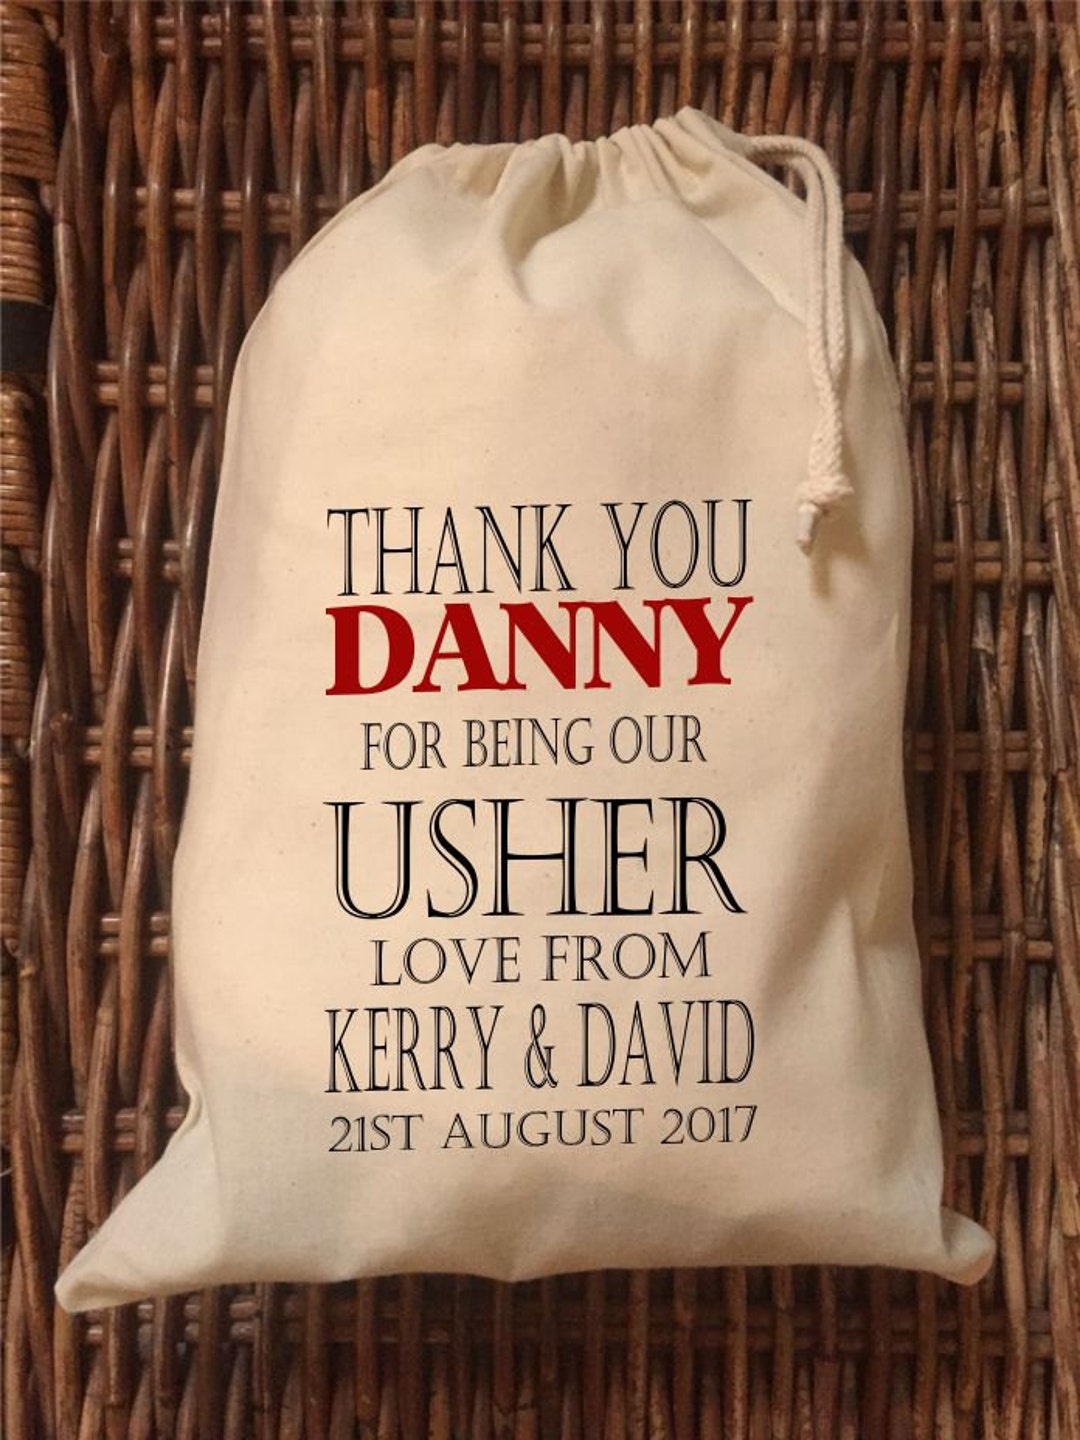 THANK YOU
DANNY
FOR BEING OUR
USHER
LOVE FROM
KERRY & DAVID
21ST AUGUST 2017